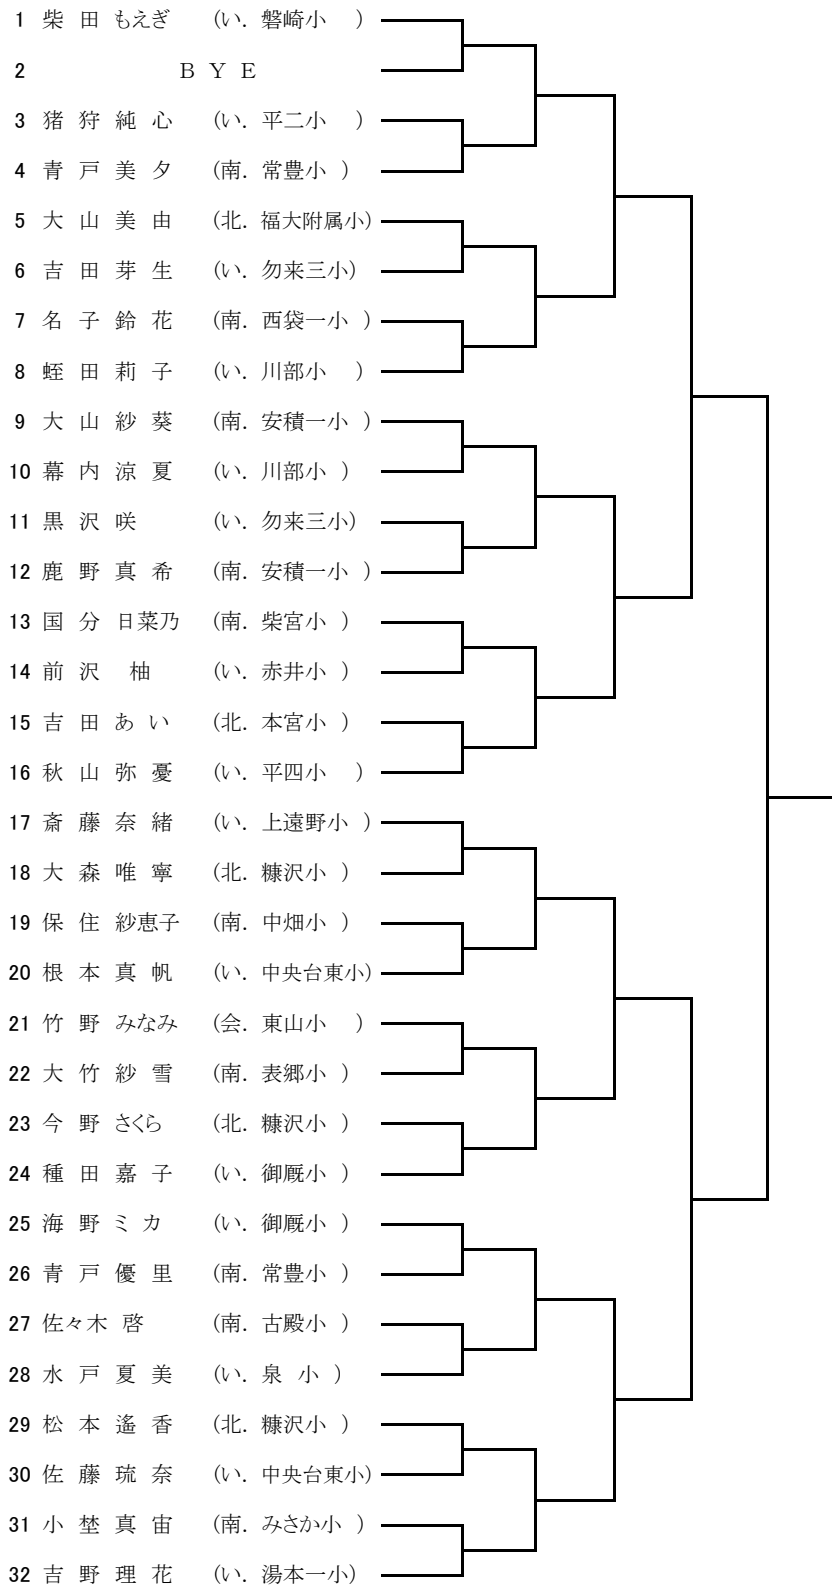 1 柴 田 もえぎ (い. 磐崎小 )
2 B Y E
3 猪 狩 純 心 (い. 平二小 )
4 青 戸 美 夕 (南. 常豊小 )
5 大 山 美 由 (北. 福大附属小)
6 吉 田 芽 生 (い. 勿来三小)
7 名 子 鈴 花 (南. 西袋一小 )
8 蛭 田 莉 子 (い. 川部小 )
9 大 山 紗 葵 (南. 安積一小 )
10 幕 内 涼 夏 (い. 川部小 )
11 黒 沢 咲 (い. 勿来三小)
12 鹿 野 真 希 (南. 安積一小 )
13 国 分 日菜乃 (南. 柴宮小 )
14 前 沢 柚 (い. 赤井小 )
15 吉 田 あ い (北. 本宮小 )
16 秋 山 弥 憂 (い. 平四小 )
17 斎 藤 奈 緒 (い. 上遠野小 )
18 大 森 唯 寧 (北. 糠沢小 )
19 保 住 紗恵子 (南. 中畑小 )
20 根 本 真 帆 (い. 中央台東小)
21 竹 野 みなみ (会. 東山小 )
22 大 竹 紗 雪 (南. 表郷小 )
23 今 野 さくら (北. 糠沢小 )
24 種 田 嘉 子 (い. 御厩小 )
25 海 野 ミ カ (い. 御厩小 )
26 青 戸 優 里 (南. 常豊小 )
27 佐々木 啓 (南. 古殿小 )
28 水 戸 夏 美 (い. 泉 小 )
29 松 本 遙 香 (北. 糠沢小 )
30 佐 藤 琉 奈 (い. 中央台東小)
31 小 埜 真 宙 (南. みさか小 )
32 吉 野 理 花 (い. 湯本一小)